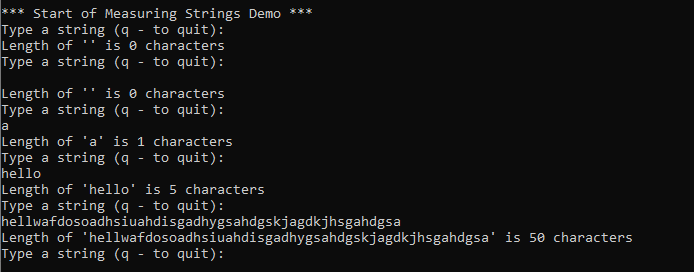 *** Start of Measuring Strings Demo ***
Type a string (q - to quit):
Length of '' is 0 characters
Type a string (q - to quit):

Length of '' is 0 characters
Type a string (q - to quit):
a
Length of 'a' is 1 characters
Type a string (q - to quit):
hello
Length of 'hello' is 5 characters
Type a string (q - to quit):
hellwafdosoadhsiuahdisgadhygsahdgskjagdkjhsgahdgsa
Length of 'hellwafdosoadhsiuahdisgadhygsahdgskjagdkjhsgahdgsa' is 50 characters
Type a string (q - to quit):